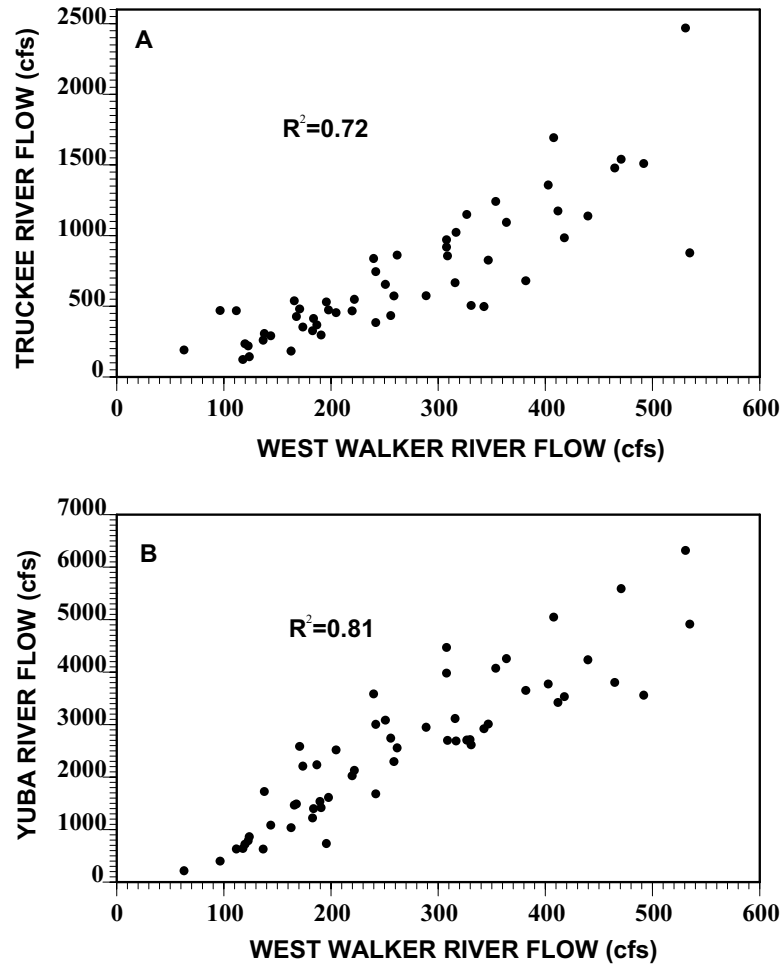 A
R²=0.72
TRUCKEE RIVER FLOW (cfs)
2500
2000
1500
1000
500
0
0 100 200 300 400 500 600
WEST WALKER RIVER FLOW (cfs)
B
R²=0.81
YUBA RIVER FLOW (cfs)
7000
6000
5000
4000
3000
2000
1000
0
0 100 200 300 400 500 600
WEST WALKER RIVER FLOW (cfs)